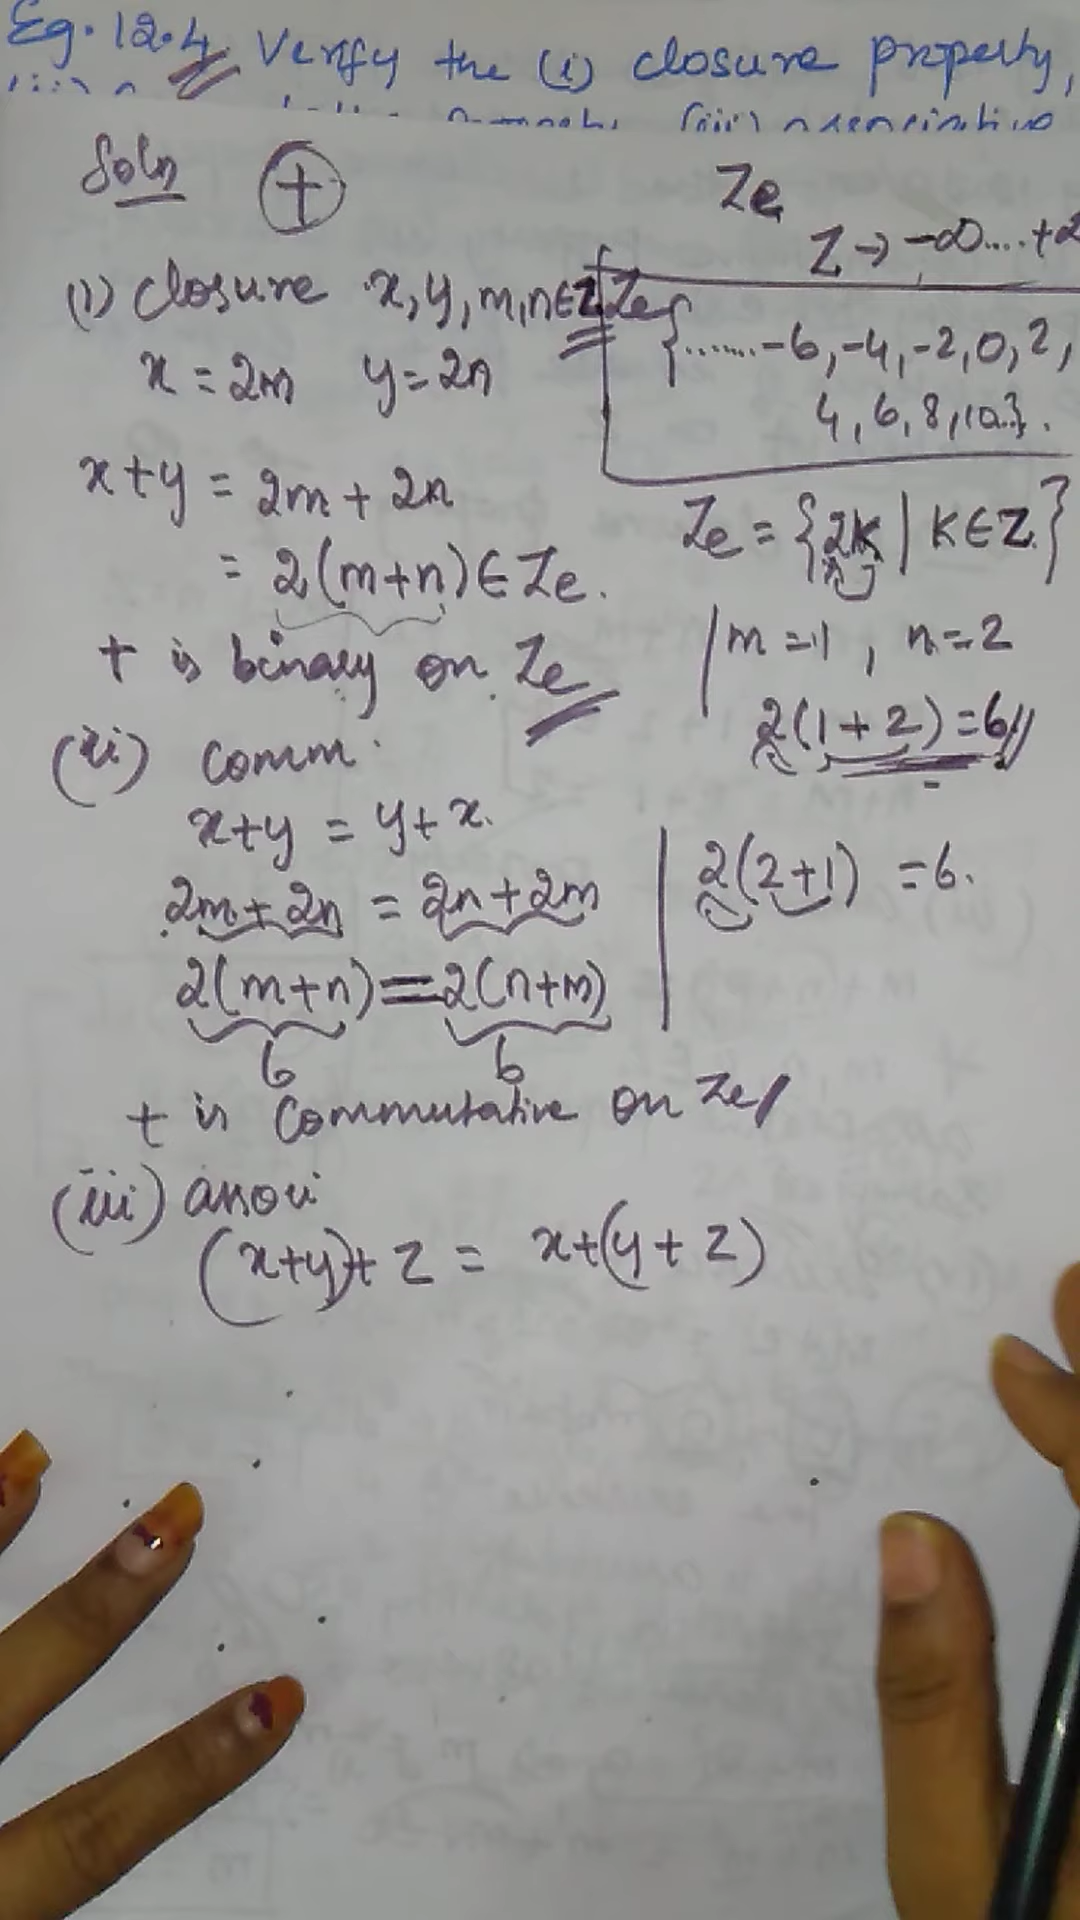 Eg. 12.4 Verify the (i) closure property,
Soln (+)
Ze
Z → -∞....+
(i) closure x, y, m, n ∈ Z Ze
{.......-6, -4, -2, 0, 2,
4, 6, 8, 10..}.
x = 2m y = 2n
x+y = 2m + 2n
= 2(m+n) ∈ Ze.
Ze = {2k | K ∈ Z}
+ is binary on Ze
m = 1, n = 2
2(1+2) = 6//
(ii) comm.
x+y = y+x.
2m + 2n = 2n + 2m
2(2+1) = 6.
2(m+n) = 2(n+m)
6 6
+ is commutative on Ze/
(iii) associ
(x+y)+z = x+(y+z)